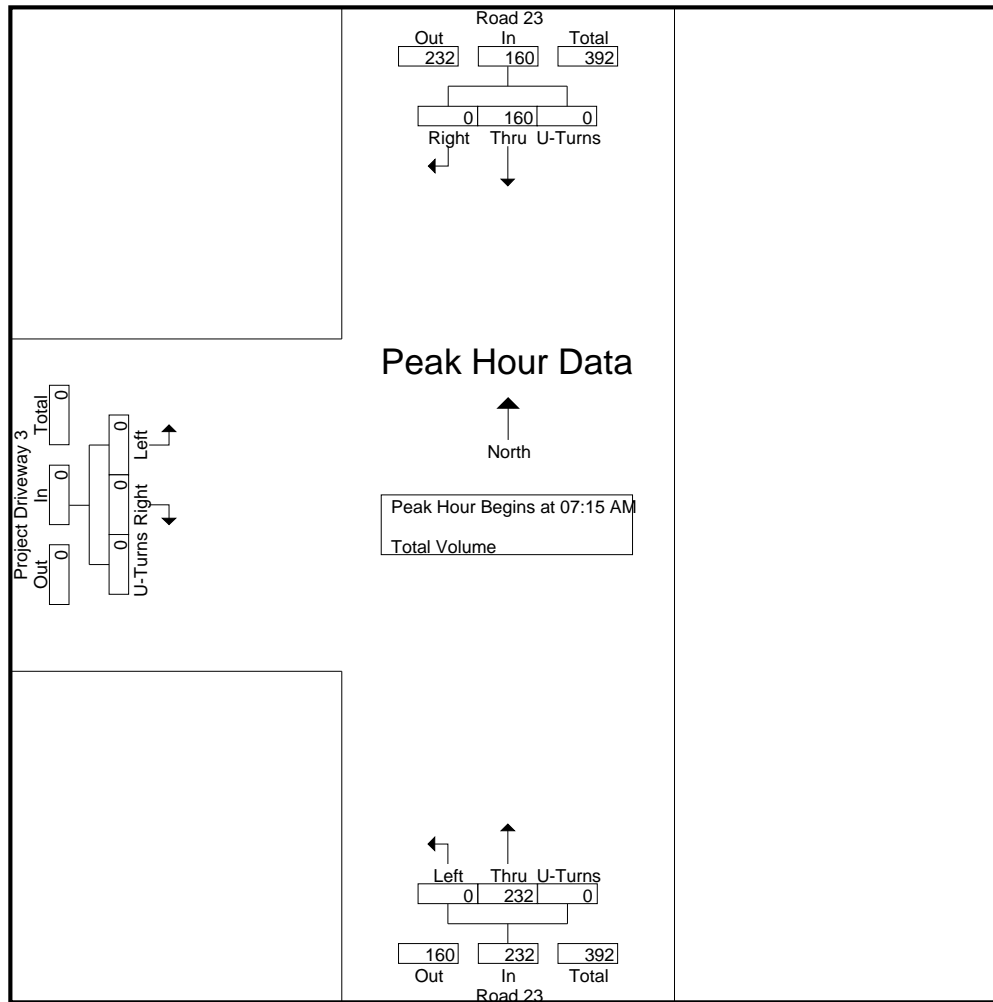 Road 23
Out In Total
232 160 392
0 160 0
Right Thru U-Turns
Peak Hour Data
North
Peak Hour Begins at 07:15 AM
Total Volume
Project Driveway 3
Out In Total
0 0 0
0 0 0
U-Turns Right Left
Left Thru U-Turns
0 232 0
160 232 392
Out In Total
Road 23